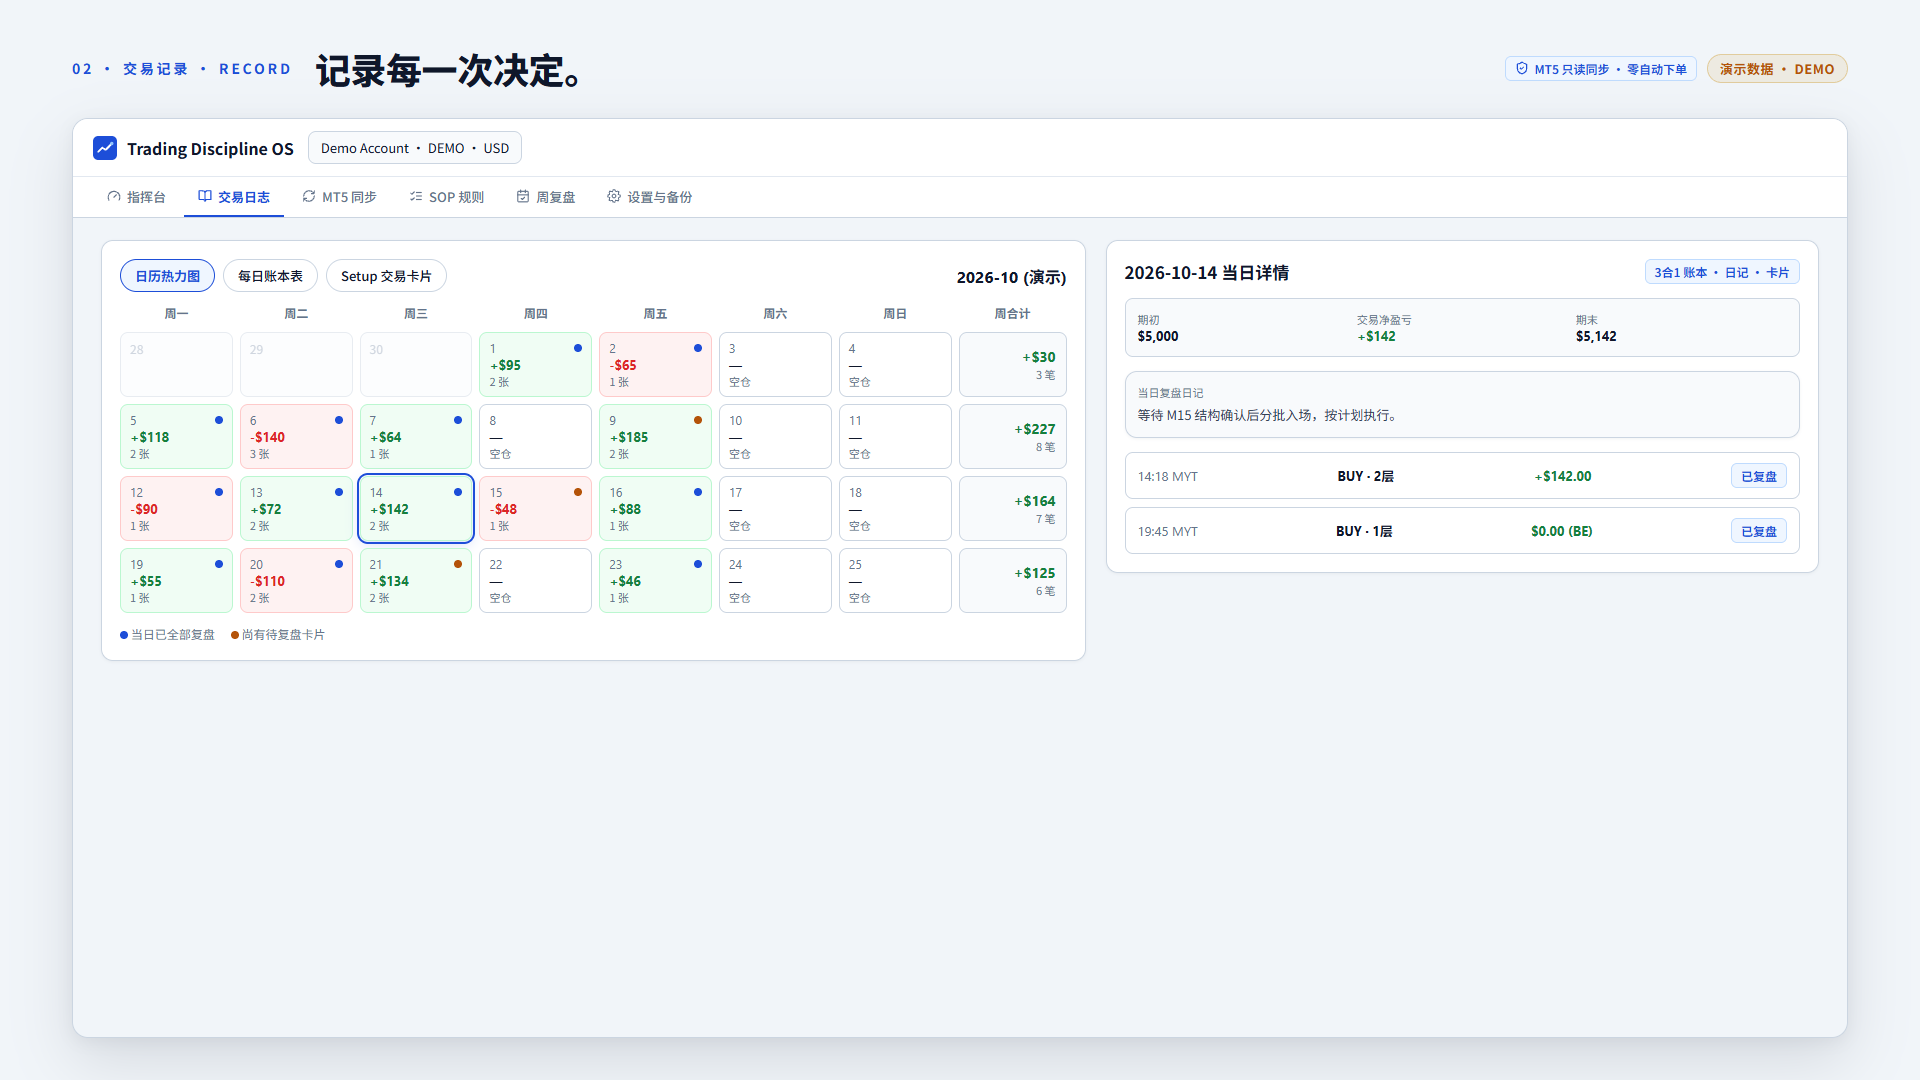 02 • 交易记录 • RECORD
记录每一次决定。
MT5 只读同步 • 零自动下单
演示数据 • DEMO
Trading Discipline OS
Demo Account • DEMO • USD
指挥台
交易日志
MT5 同步
SOP 规则
周复盘
设置与备份
日历热力图
每日账本表
Setup 交易卡片
2026-10 (演示)
周一 周二 周三 周四 周五 周六 周日 周合计
28
29
30
1
+$95
2 张
2
-$65
1 张
3
—
空仓
4
—
空仓
+$30
3 笔
5
+$118
2 张
6
-$140
3 张
7
+$64
1 张
8
—
空仓
9
+$185
2 张
10
—
空仓
11
—
空仓
+$227
8 笔
12
-$90
1 张
13
+$72
2 张
14
+$142
2 张
15
-$48
1 张
16
+$88
1 张
17
—
空仓
18
—
空仓
+$164
7 笔
19
+$55
1 张
20
-$110
2 张
21
+$134
2 张
22
—
空仓
23
+$46
1 张
24
—
空仓
25
—
空仓
+$125
6 笔
当日已全部复盘
尚有待复盘卡片
2026-10-14 当日详情
3合1 账本 • 日记 • 卡片
期初
$5,000
交易净盈亏
+$142
期末
$5,142
当日复盘日记
等待 M15 结构确认后分批入场，按计划执行。
14:18 MYT BUY · 2层 +$142.00 已复盘
19:45 MYT BUY · 1层 $0.00 (BE) 已复盘